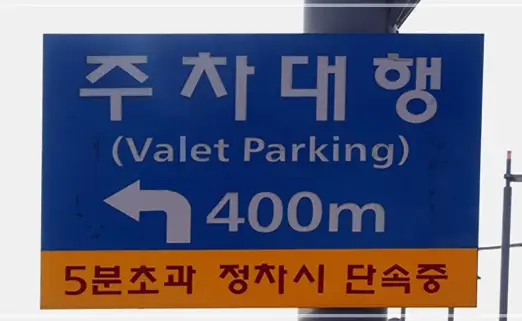 주차대행
(Valet Parking)
400m
5분초과 정차시 단속중